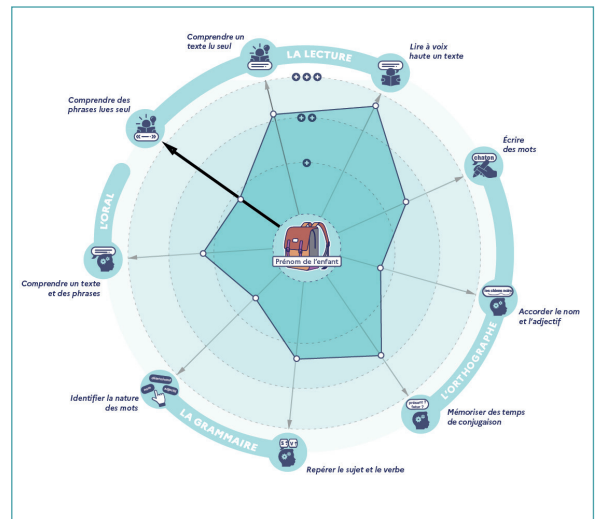 Comprendre un
texte lu seul
LA LECTURE
Lire à voix
haute un texte
Comprendre des
phrases lues seul
Écrire
des mots
chaton
L'ORAL
Prénom de l'enfant
Comprendre un texte
et des phrases
Accorder le nom
et l'adjectif
L'ORTHOGRAPHE
Identifier la nature
des mots
Mémoriser des temps
de conjugaison
LA GRAMMAIRE
Repérer le sujet et le verbe